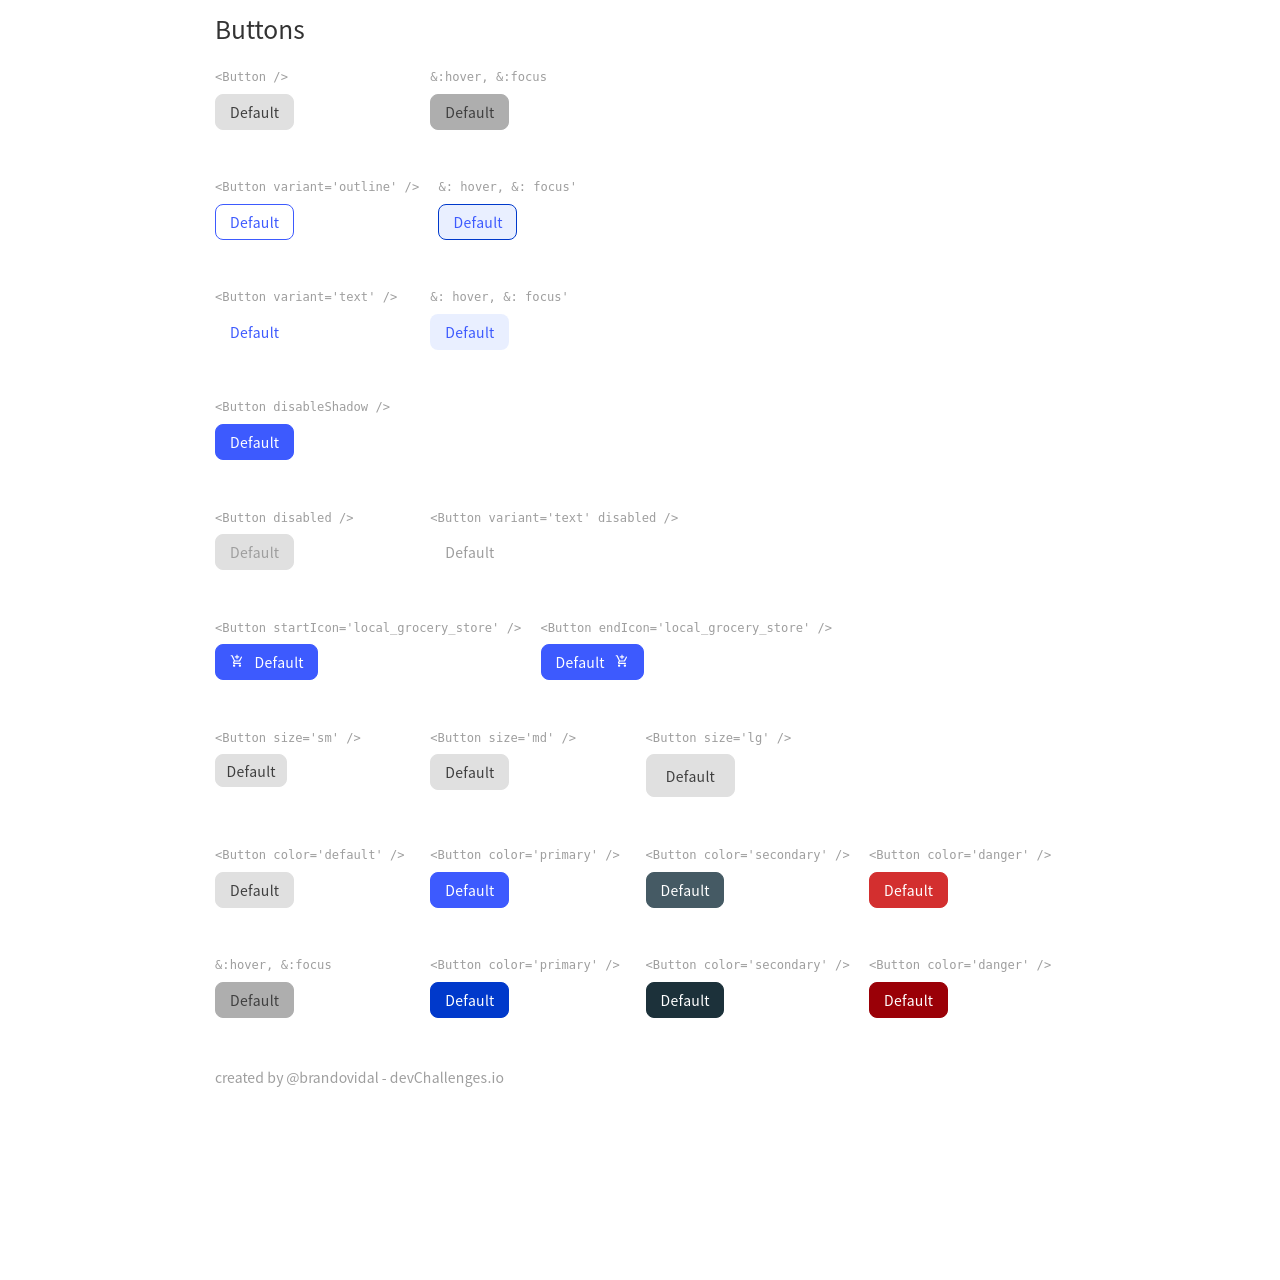 Buttons
<Button /> &:hover, &:focus
Default Default
<Button variant='outline' /> &: hover, &: focus'
Default Default
<Button variant='text' /> &: hover, &: focus'
Default Default
<Button disableShadow />
Default
<Button disabled /> <Button variant='text' disabled />
Default Default
<Button startIcon='local_grocery_store' /> <Button endIcon='local_grocery_store' />
Default Default
<Button size='sm' /> <Button size='md' /> <Button size='lg' />
Default Default Default
<Button color='default' /> <Button color='primary' /> <Button color='secondary' /> <Button color='danger' />
Default Default Default Default
&:hover, &:focus <Button color='primary' /> <Button color='secondary' /> <Button color='danger' />
Default Default Default Default
created by @brandovidal - devChallenges.io